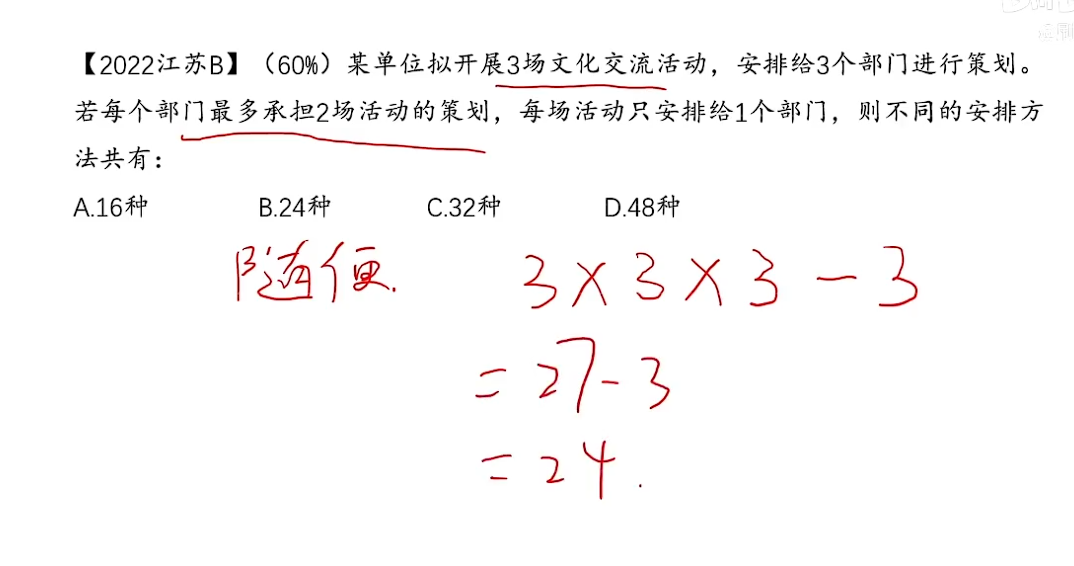 【2022江苏B】（60%）某单位拟开展3场文化交流活动，安排给3个部门进行策划。
若每个部门最多承担2场活动的策划，每场活动只安排给1个部门，则不同的安排方
法共有：
A.16种 B.24种 C.32种 D.48种
随便. 3×3×3-3
=27-3
=24.